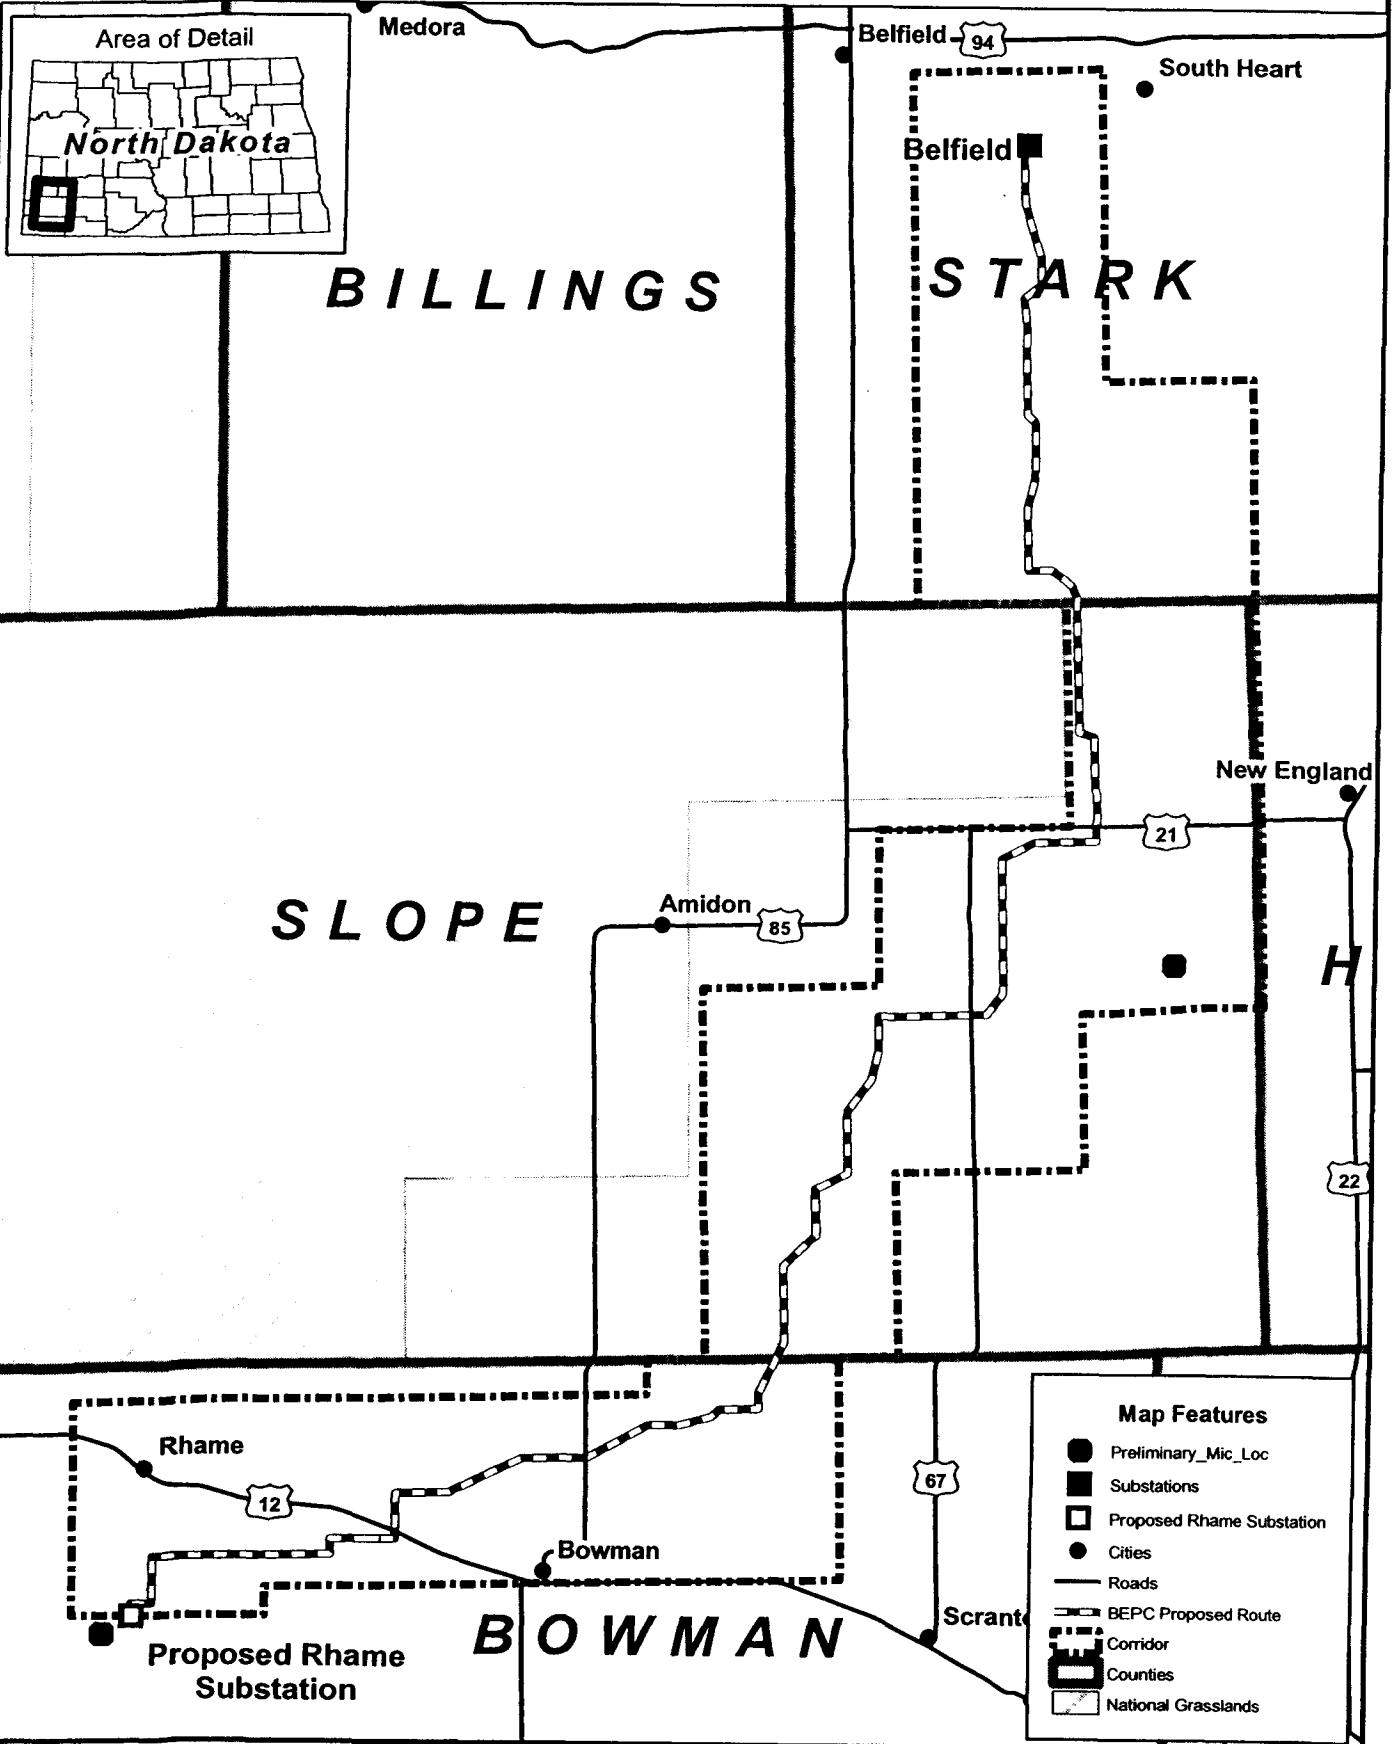 Area of Detail
North Dakota
Medora
Belfield
94
South Heart
Belfield
BILLINGS
STARK
New England
21
Amidon
85
SLOPE
H
22
Rhame
12
Bowman
67
BOWMAN
Scrant
Proposed Rhame
Substation
Map Features
Preliminary_Mic_Loc
Substations
Proposed Rhame Substation
Cities
Roads
BEPC Proposed Route
Corridor
Counties
National Grasslands